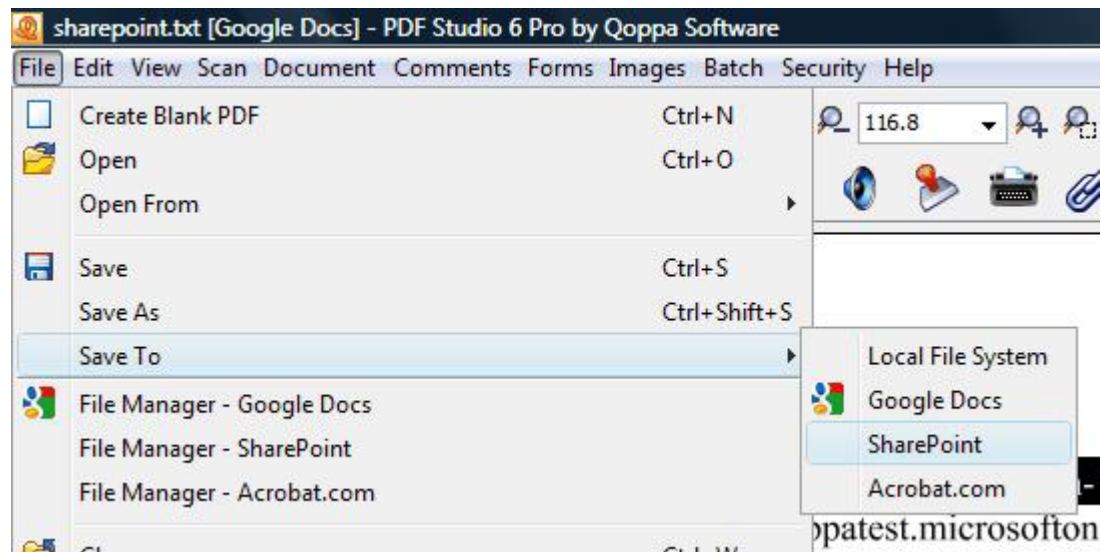 sharepoint.txt [Google Docs] - PDF Studio 6 Pro by Qoppa Software
File Edit View Scan Document Comments Forms Images Batch Security Help
Create Blank PDF Ctrl+N
116.8
Open Ctrl+O
Open From
Save Ctrl+S
Save As Ctrl+Shift+S
Save To
Local File System
Google Docs
SharePoint
Acrobat.com
File Manager - Google Docs
File Manager - SharePoint
File Manager - Acrobat.com
ppatest.microsofton